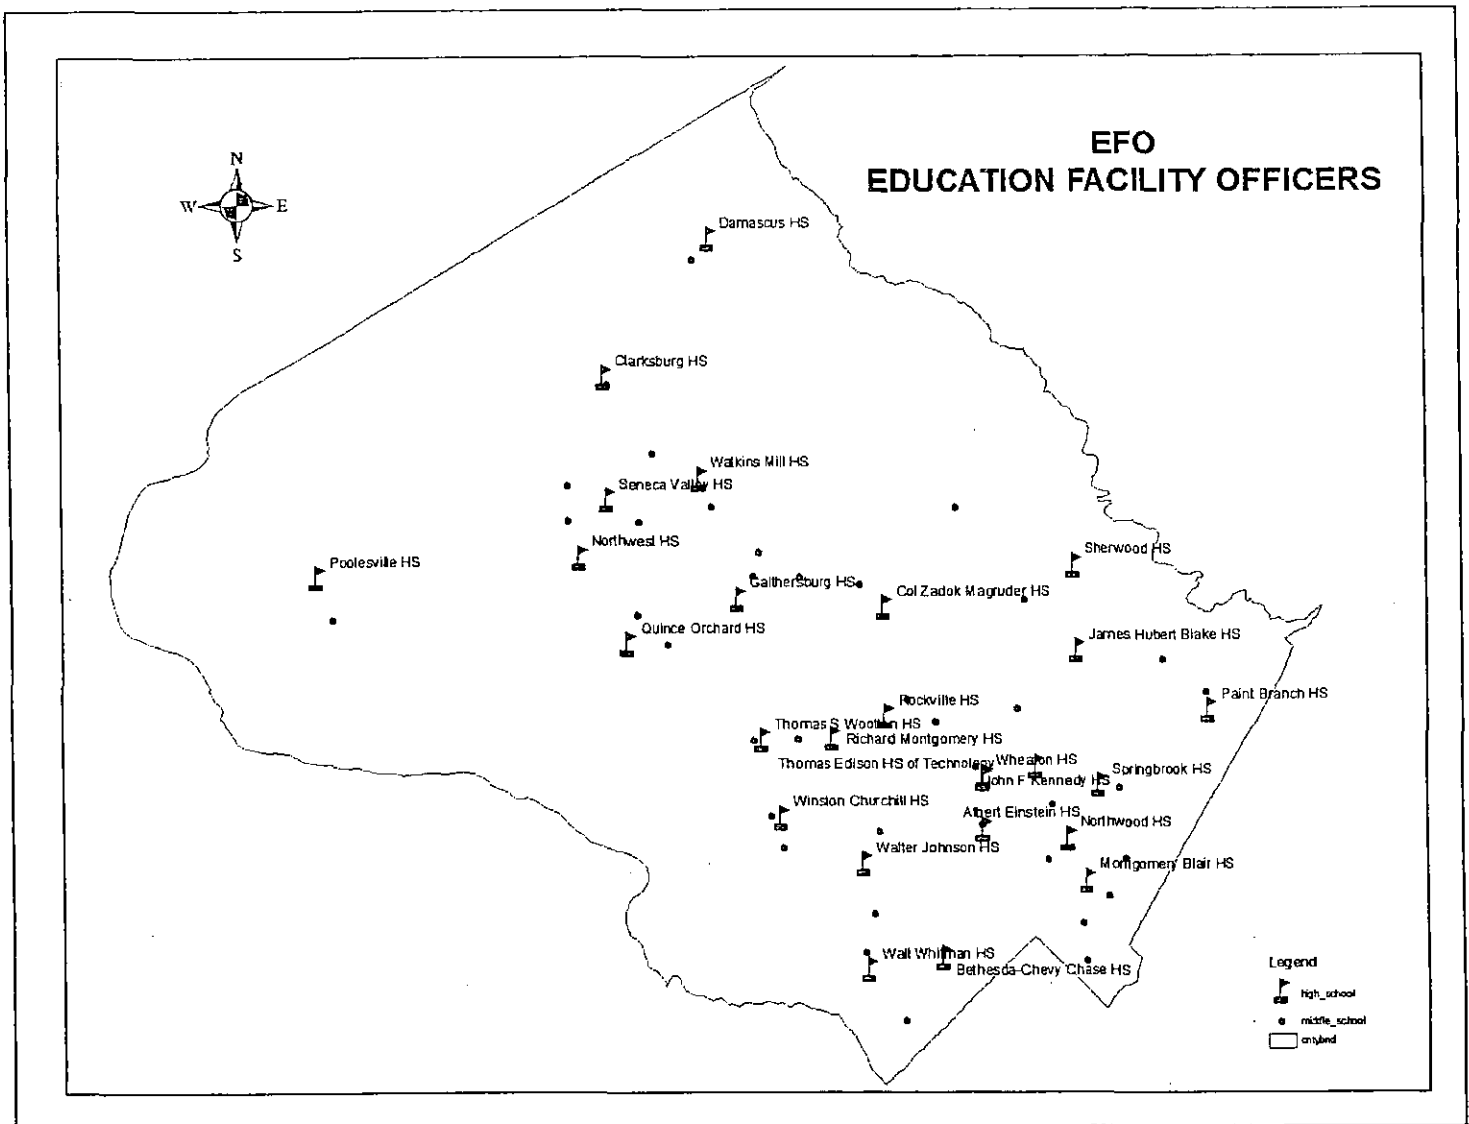 EFO
EDUCATION FACILITY OFFICERS
N
W E
S
Damascus HS
Clarksburg HS
Watkins Mill HS
Seneca Valley HS
Northwest HS
Sherwood HS
Poolesville HS
Gaithersburg HS
Col Zadok Magruder HS
Quince Orchard HS
James Hubert Blake HS
Paint Branch HS
Rockville HS
Thomas S Wootton HS
Richard Montgomery HS
Thomas Edison HS of Technology
Wheaton HS
Springbrook HS
John F Kennedy HS
Winston Churchill HS
Albert Einstein HS
Northwood HS
Walter Johnson HS
Montgomery Blair HS
Walt Whitman HS
Bethesda-Chevy Chase HS
Legend
high_school
middle_school
cntybnd